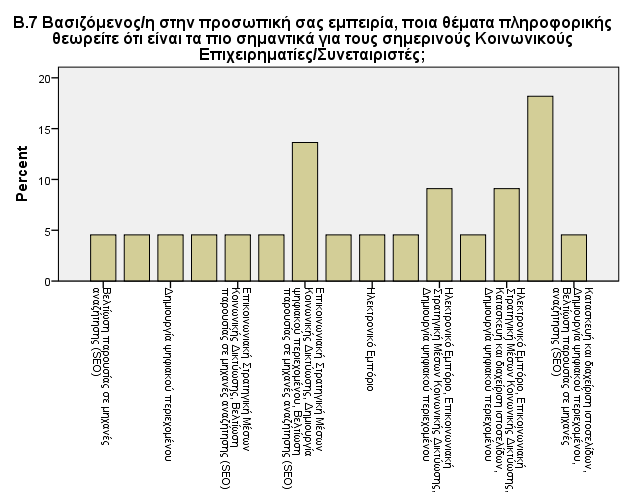 Β.7 Βασιζόμενος/η στην προσωπική σας εμπειρία, ποια θέματα πληροφορικής
θεωρείτε ότι είναι τα πιο σημαντικά για τους σημερινούς Κοινωνικούς
Επιχειρηματίες/Συνεταιριστές;
Percent
20
15
10
5
0
Βελτίωση παρουσίας σε μηχανές
αναζήτησης (SEO)
Δημιουργία ψηφιακού περιεχομένου
Επικοινωνιακή Στρατηγική Μέσων
Κοινωνικής Δικτύωσης, Βελτίωση
παρουσίας σε μηχανές αναζήτησης (SEO)
Επικοινωνιακή Στρατηγική Μέσων
Κοινωνικής Δικτύωσης, Δημιουργία
ψηφιακού περιεχομένου, Βελτίωση
παρουσίας σε μηχανές αναζήτησης (SEO)
Ηλεκτρονικό Εμπόριο
Ηλεκτρονικό Εμπόριο, Επικοινωνιακή
Στρατηγική Μέσων Κοινωνικής Δικτύωσης,
Δημιουργία ψηφιακού περιεχομένου
Ηλεκτρονικό Εμπόριο, Επικοινωνιακή
Στρατηγική Μέσων Κοινωνικής Δικτύωσης,
Κατασκευή και διαχείριση ιστοσελίδων,
Δημιουργία ψηφιακού περιεχομένου
Κατασκευή και διαχείριση ιστοσελίδων,
Δημιουργία ψηφιακού περιεχομένου,
Βελτίωση παρουσίας σε μηχανές
αναζήτησης (SEO)